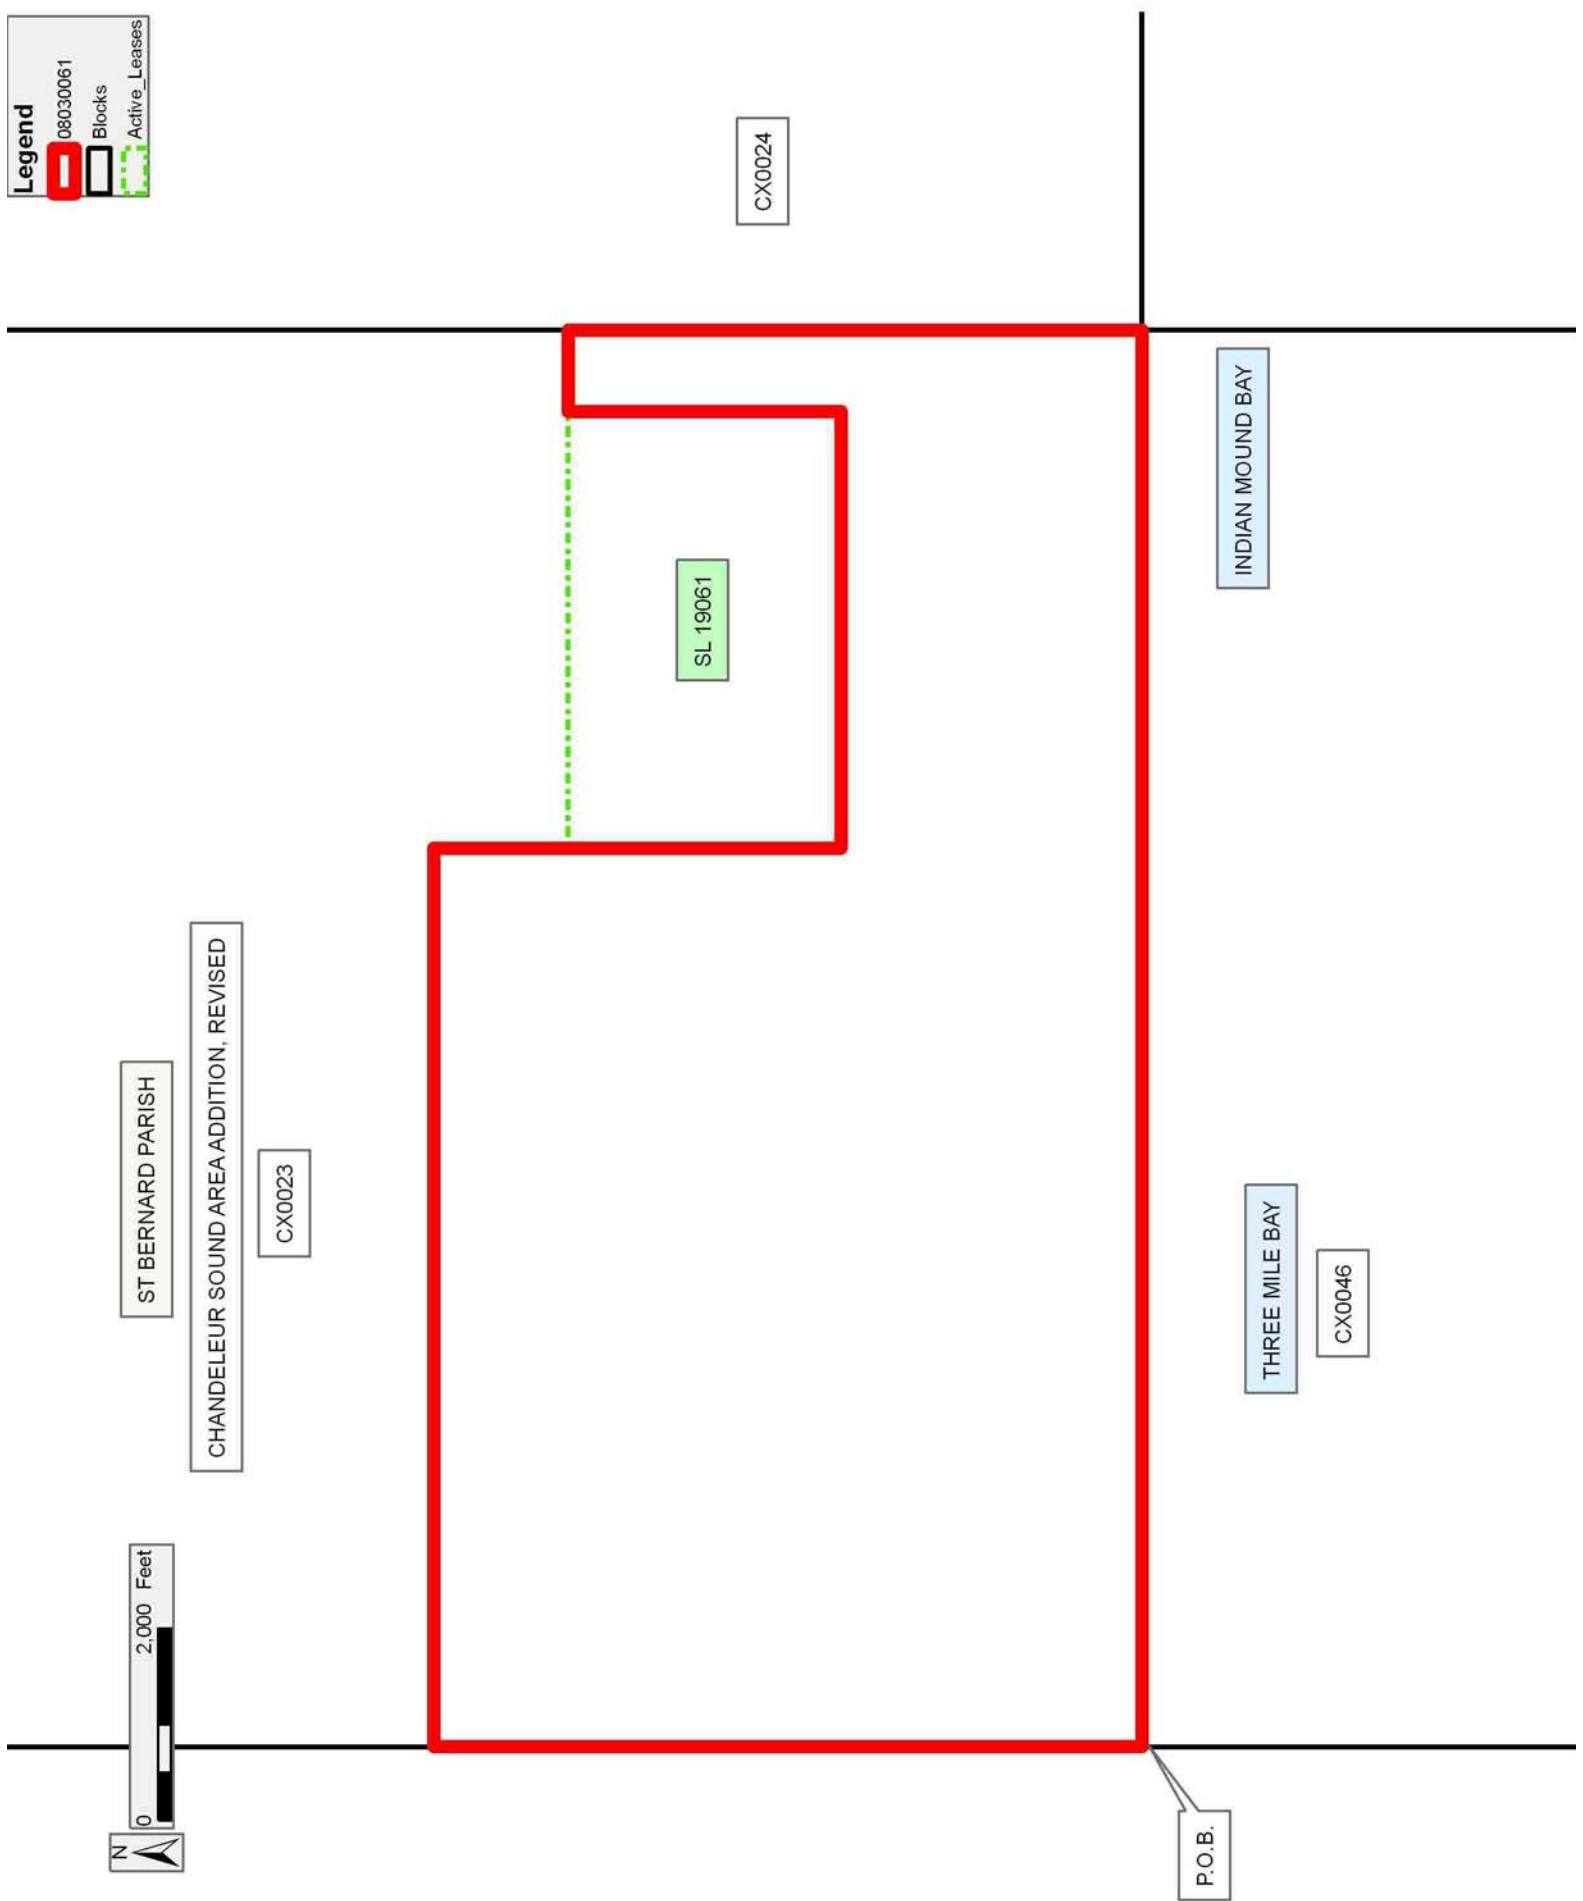 ST BERNARD PARISH
CHANDELEUR SOUND AREA ADDITION, REVISED
CX0023
N
0 2,000 Feet
Legend
08030061
Blocks
Active_Leases
SL 19061
CX0024
P.O.B.
THREE MILE BAY
CX0046
INDIAN MOUND BAY